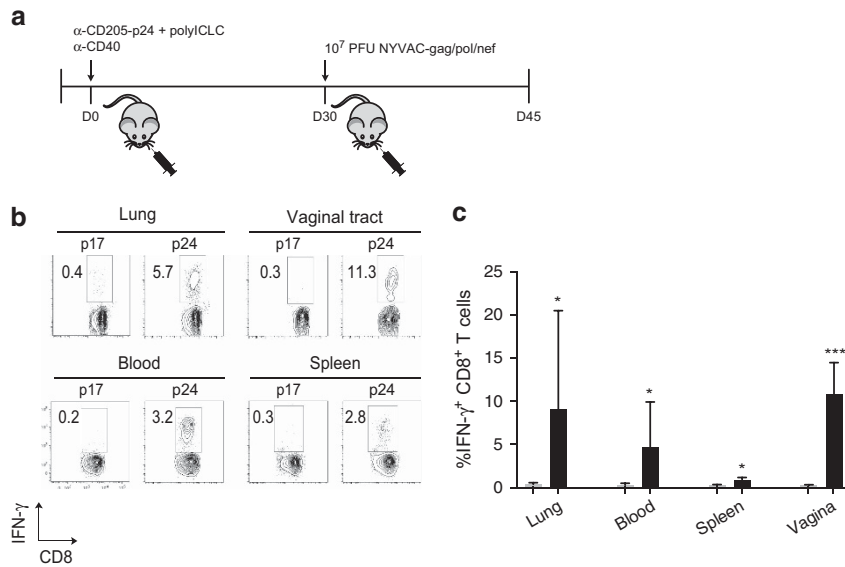 a
α-CD205-p24 + polyICLC
α-CD40
10⁷ PFU NYVAC-gag/pol/nef
D0
D30
D45
b
Lung
Vaginal tract
p17
p24
p17
p24
0.4
5.7
0.3
11.3
Blood
Spleen
p17
p24
p17
p24
0.2
3.2
0.3
2.8
IFN-γ
CD8
c
%IFN-γ⁺ CD8⁺ T cells
25
20
15
10
5
0
*
*
*
***
Lung
Blood
Spleen
Vagina